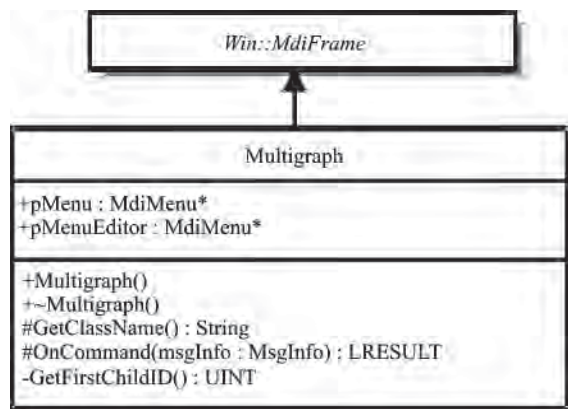 Win::MdiFrame
Multigraph
+pMenu : MdiMenu*
+pMenuEditor : MdiMenu*
+Multigraph()
+~Multigraph()
#GetClassName() : String
#OnCommand(msgInfo : MsgInfo) : LRESULT
-GetFirstChildID() : UINT